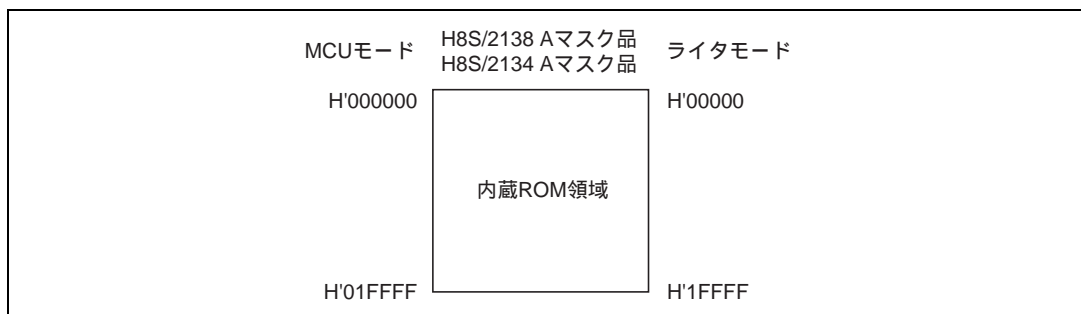 MCUモード
H8S/2138 Aマスク品
H8S/2134 Aマスク品
ライタモード
H'000000
H'00000
内蔵ROM領域
H'01FFFF
H'1FFFF